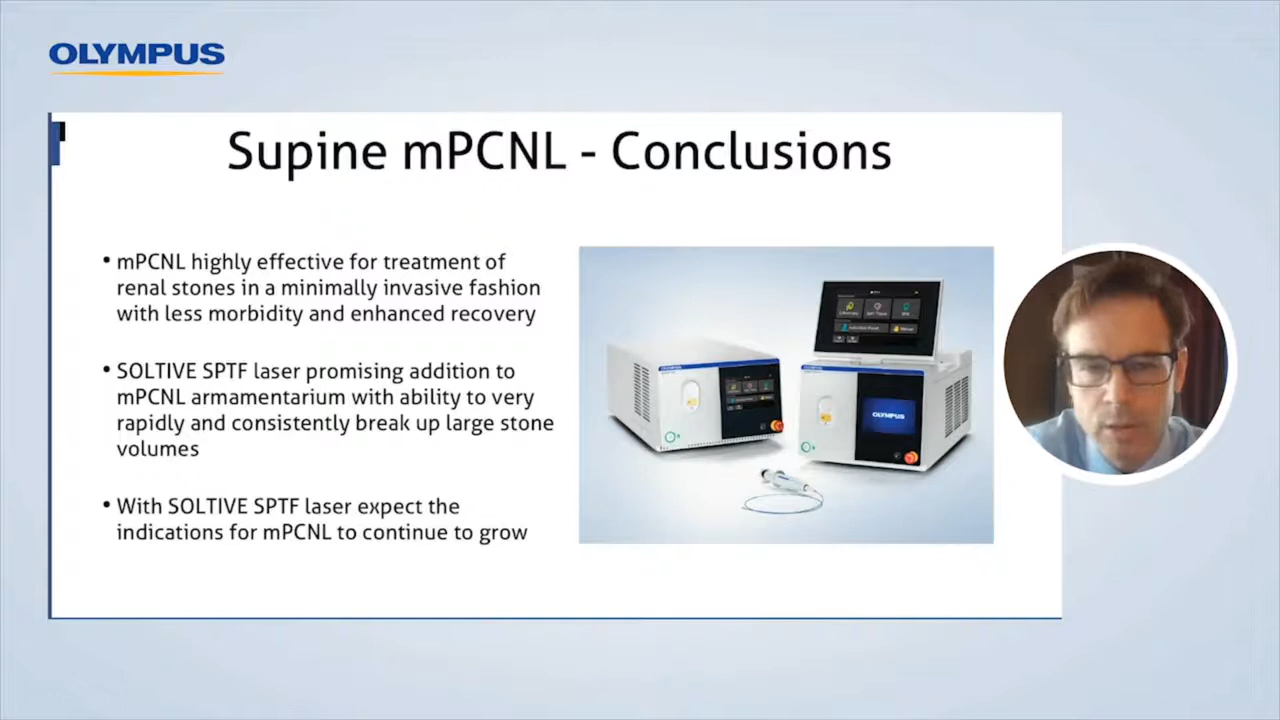 OLYMPUS
Supine mPCNL - Conclusions
• mPCNL highly effective for treatment of
renal stones in a minimally invasive fashion
with less morbidity and enhanced recovery
• SOLTIVE SPTF laser promising addition to
mPCNL armamentarium with ability to very
rapidly and consistently break up large stone
volumes
• With SOLTIVE SPTF laser expect the
indications for mPCNL to continue to grow
OLYMPUS